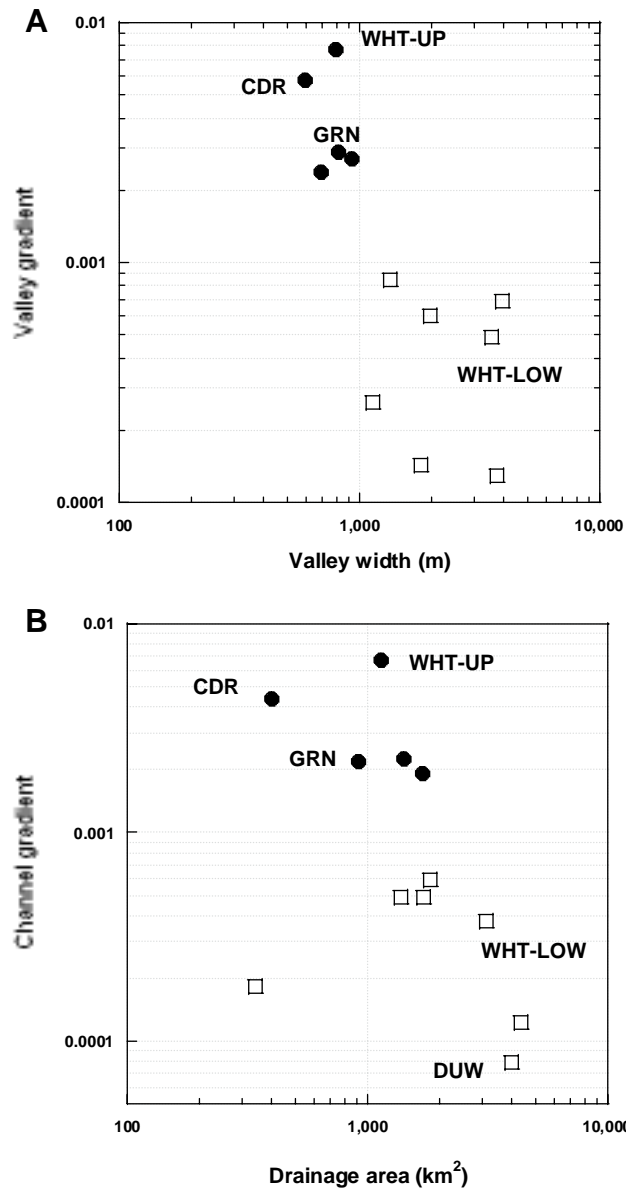 A
0.01
WHT-UP
CDR
GRN
Valley gradient
0.001
WHT-LOW
0.0001
100
1,000
10,000
Valley width (m)
B
0.01
WHT-UP
CDR
GRN
Channel gradient
0.001
WHT-LOW
0.0001
DUW
100
1,000
10,000
Drainage area (km²)